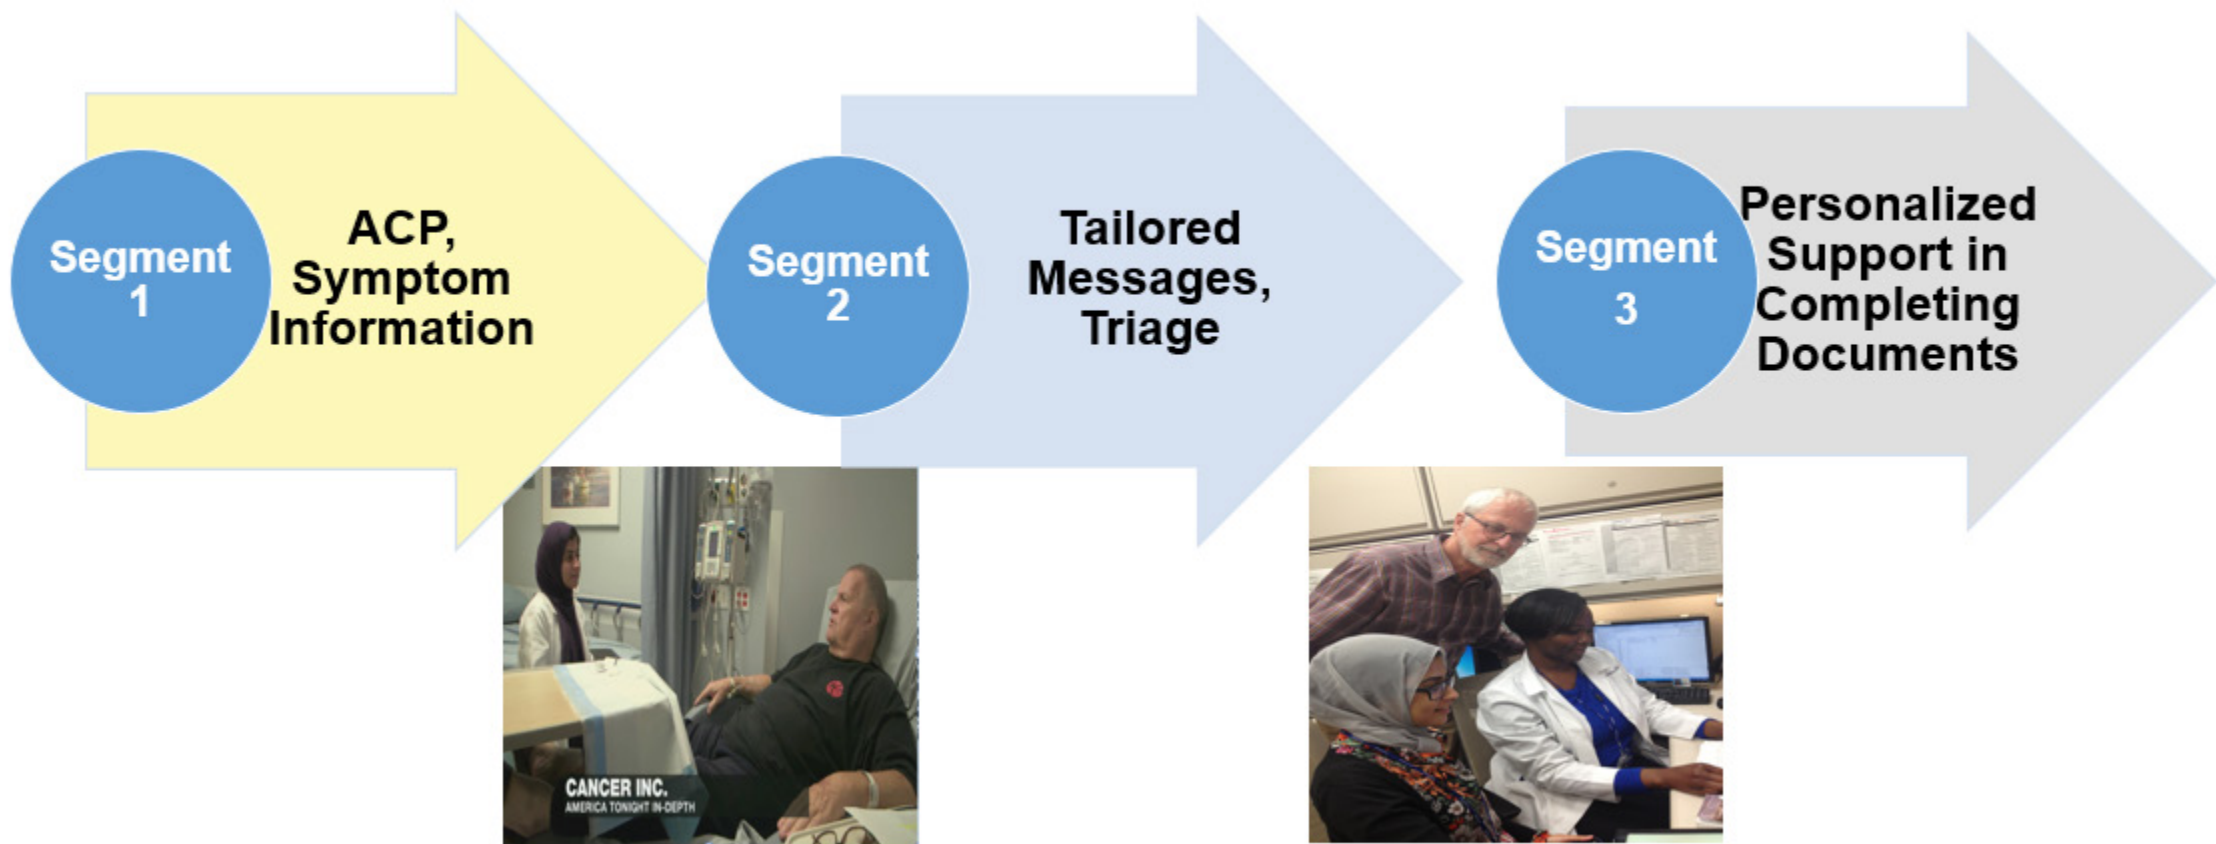 Segment
1
ACP,
Symptom
Information
Segment
2
Tailored
Messages,
Triage
Segment
3
Personalized
Support in
Completing
Documents
CANCER INC.
AMERICA TONIGHT IN-DEPTH